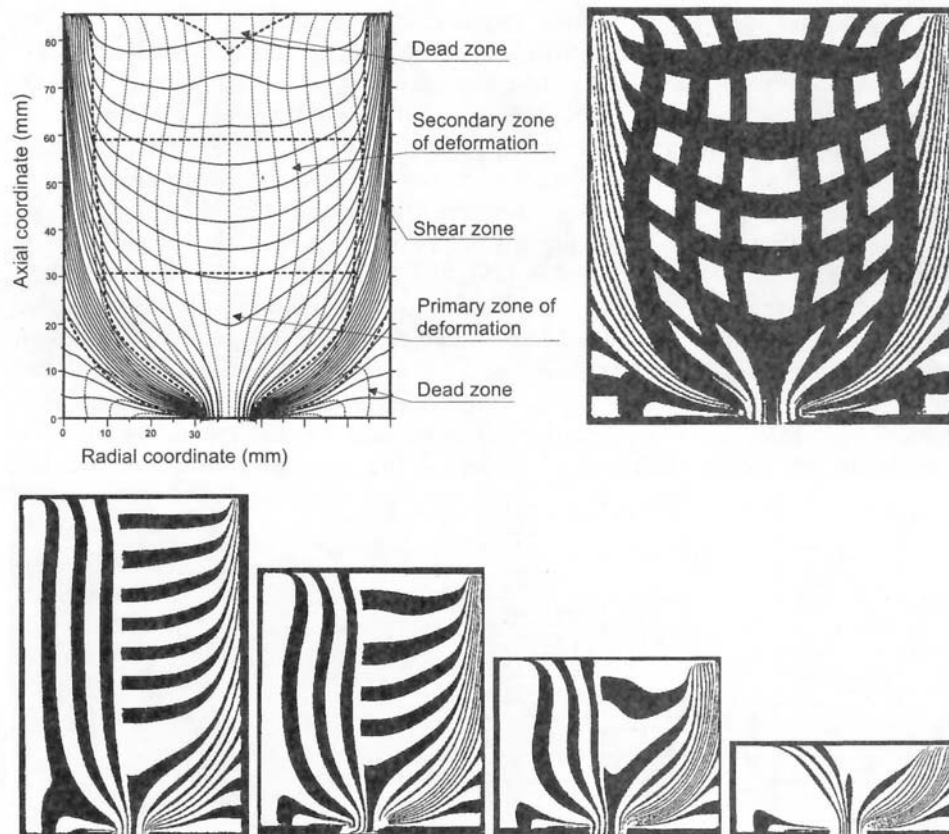 80
70
60
50
40
30
20
10
0
Axial coordinate (mm)
0 10 20 30
Radial coordinate (mm)
Dead zone
Secondary zone
of deformation
Shear zone
Primary zone of
deformation
Dead zone